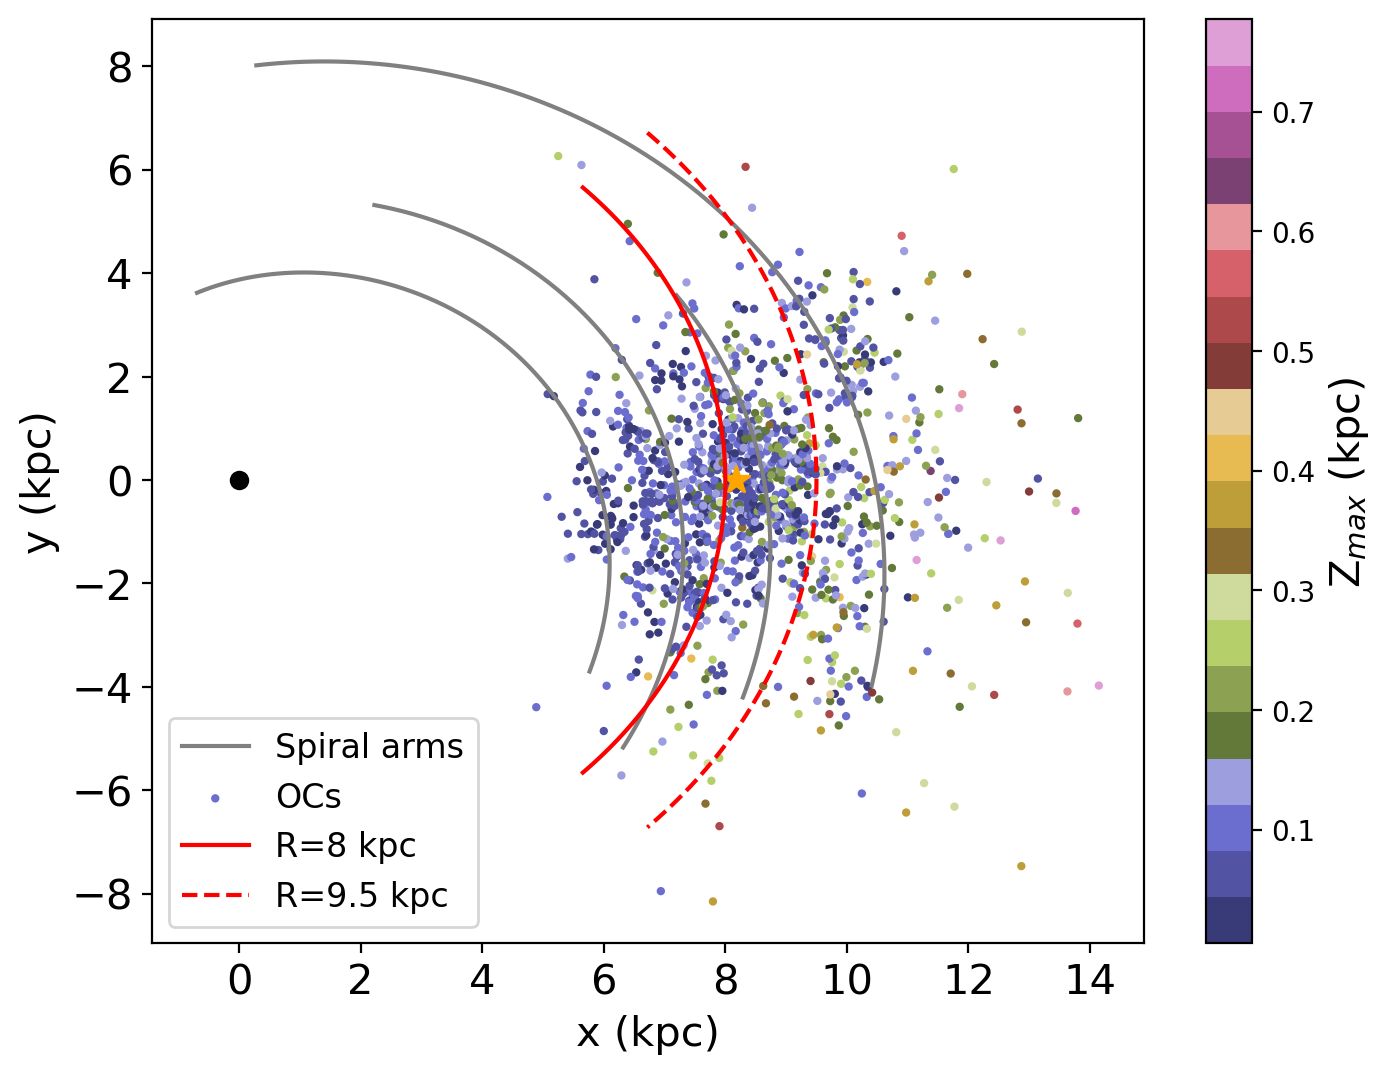 8
6
4
2
0
−2
−4
−6
−8
y (kpc)
Spiral arms
OCs
R=8 kpc
R=9.5 kpc
0 2 4 6 8 10 12 14
x (kpc)
0.7
0.6
0.5
0.4
0.3
0.2
0.1
Zmax (kpc)